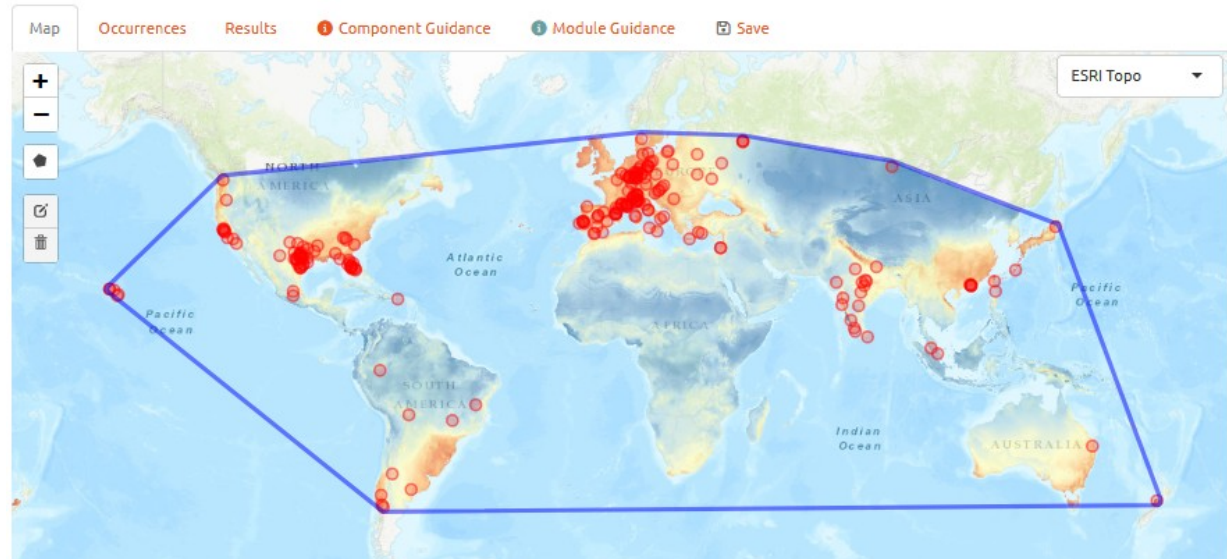 Map Occurrences Results Component Guidance Module Guidance Save
+
ESRI Topo
−
NORTH
AMERICA
ASIA
Atlantic
Ocean
Pacific
Ocean
Pacific
Ocean
AFRICA
SOUTH
AMERICA
Indian
Ocean
AUSTRALIA